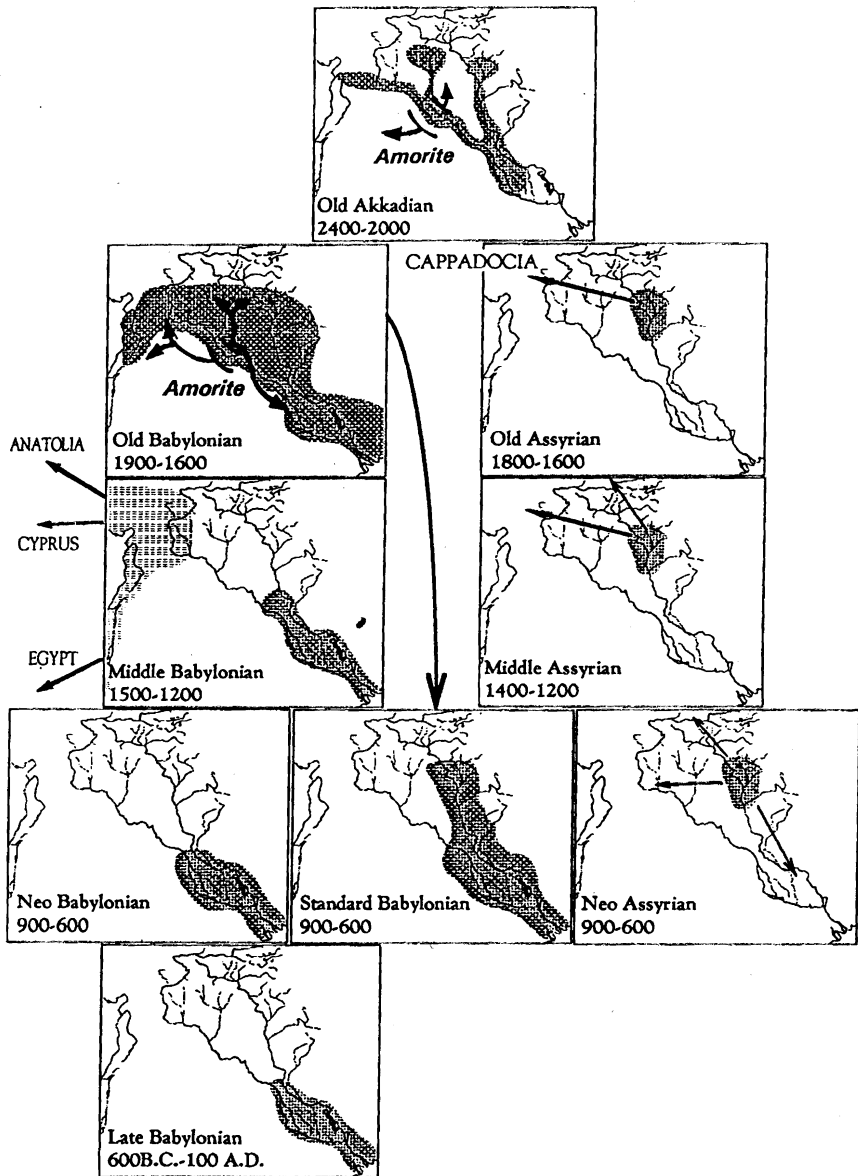 Amorite
Old Akkadian
2400-2000
CAPPADOCIA
Amorite
Old Babylonian
1900-1600
Old Assyrian
1800-1600
ANATOLIA
CYPRUS
EGYPT
Middle Babylonian
1500-1200
Middle Assyrian
1400-1200
Neo Babylonian
900-600
Standard Babylonian
900-600
Neo Assyrian
900-600
Late Babylonian
600B.C.-100 A.D.